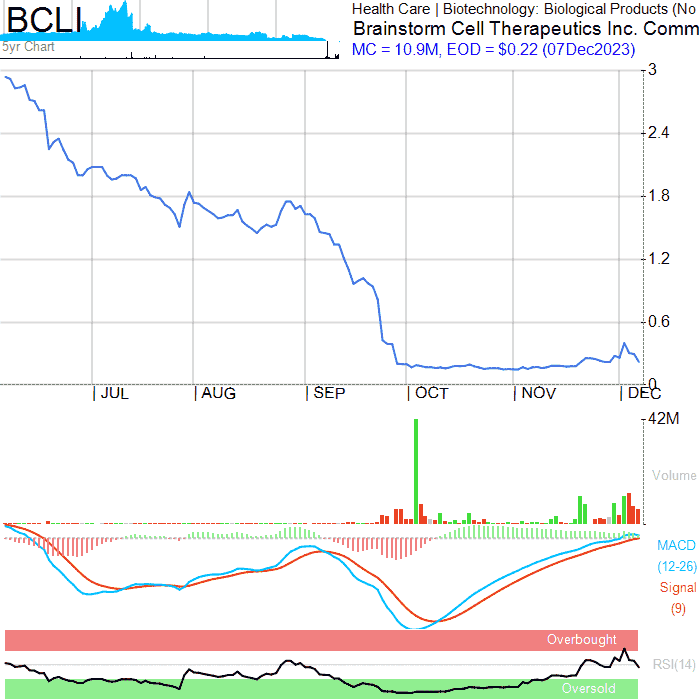 BCLI
5yr Chart
Health Care | Biotechnology: Biological Products (No
Brainstorm Cell Therapeutics Inc. Comm
MC = 10.9M, EOD = $0.22 (07Dec2023)
3
2.4
1.8
1.2
0.6
0
| JUL | AUG | SEP | OCT | NOV | DEC
42M
Volume
MACD
(12-26)
Signal
(9)
Overbought
RSI(14)
Oversold